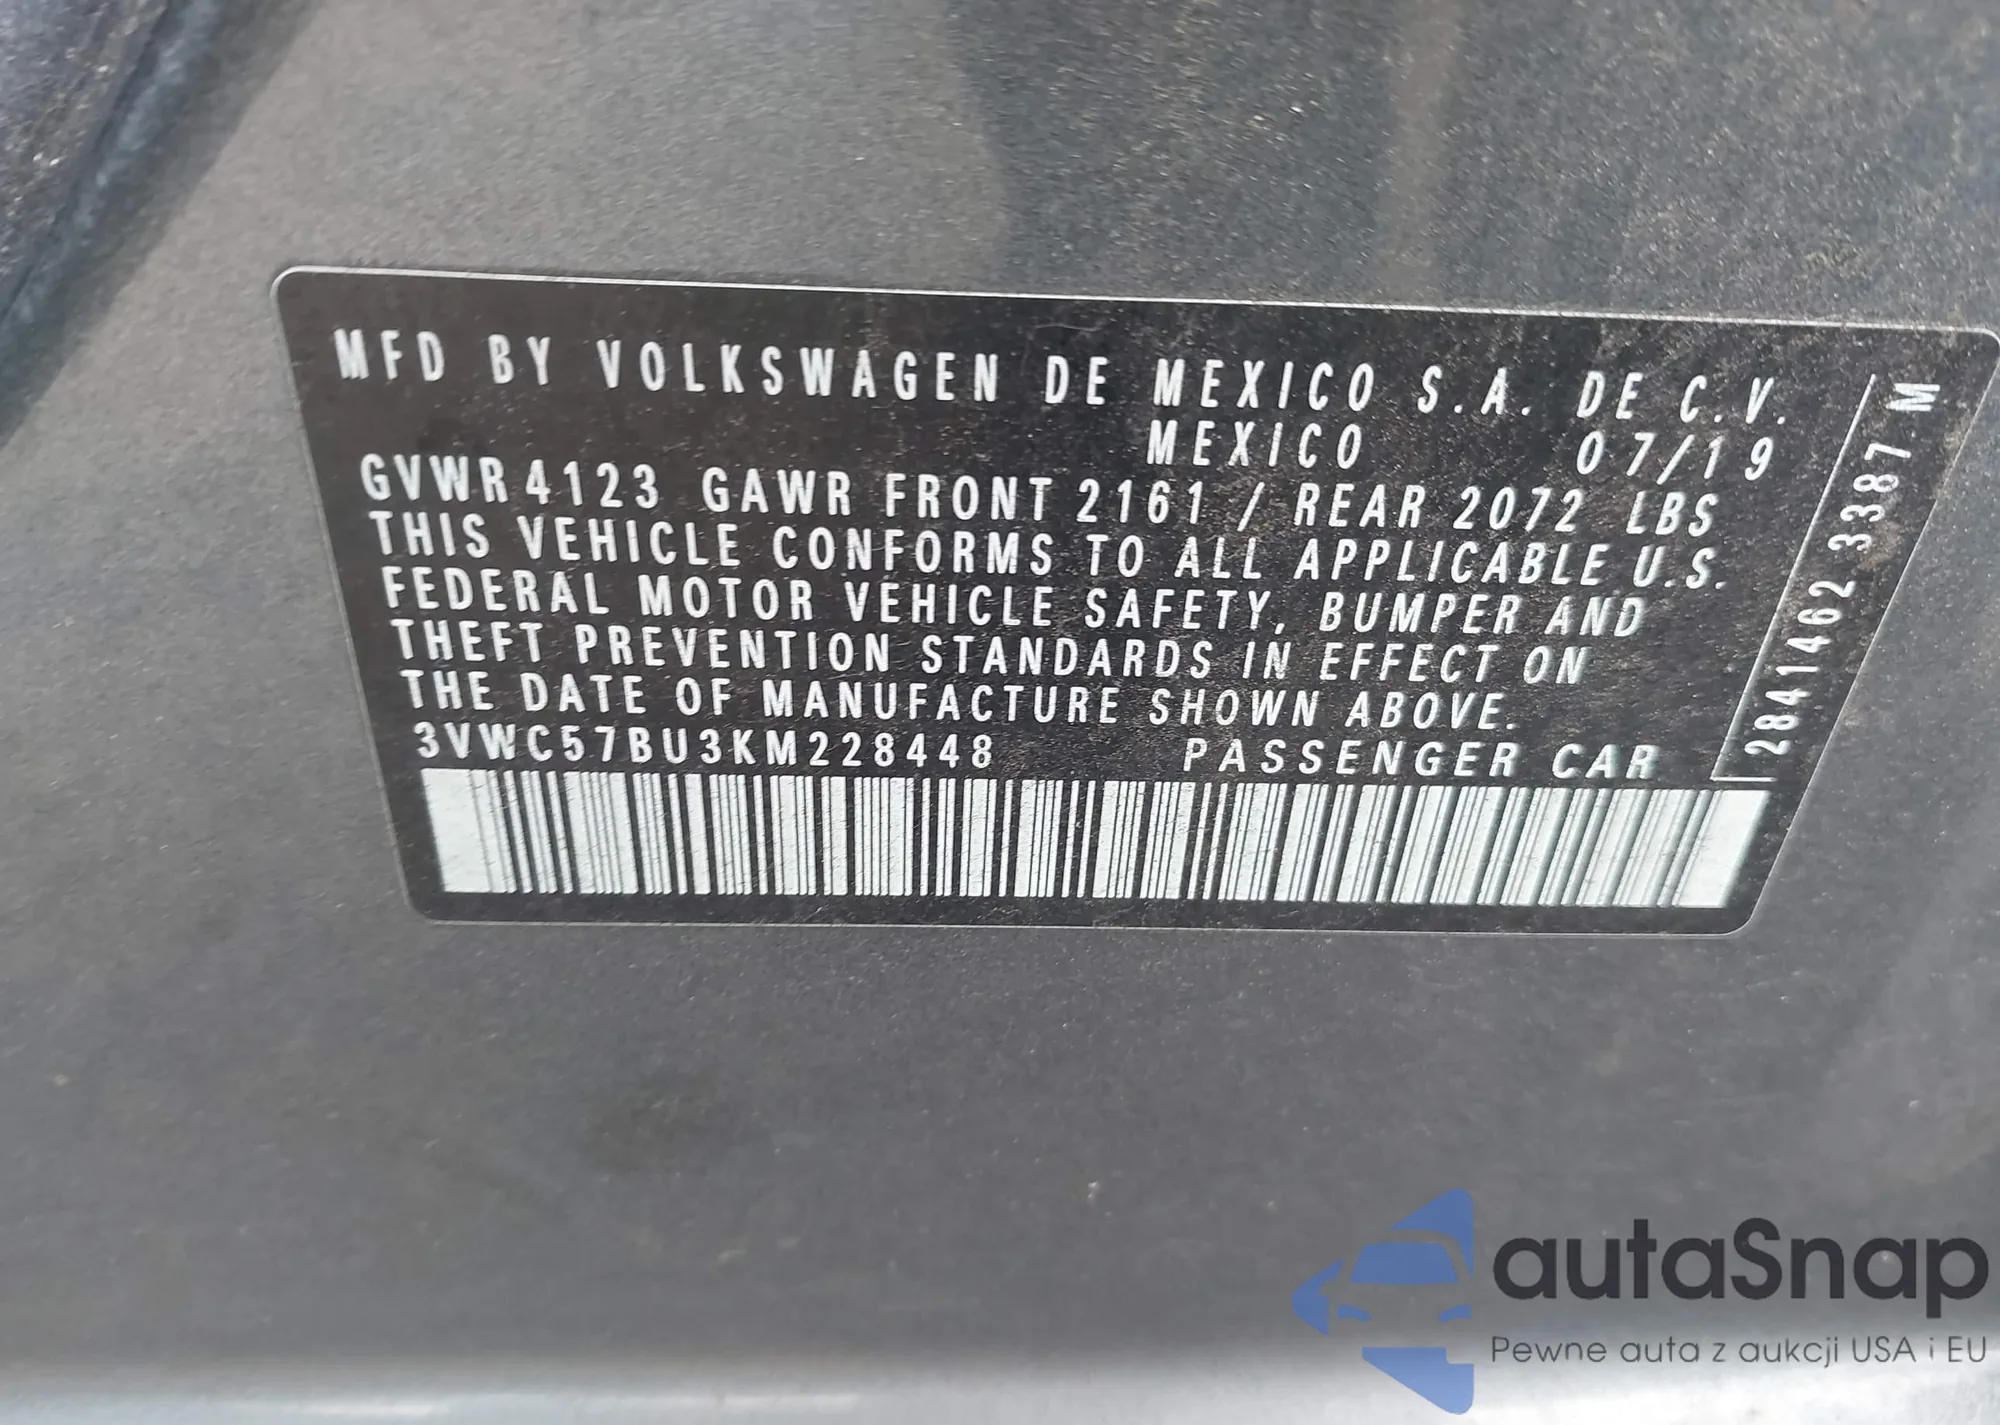 MFD BY VOLKSWAGEN DE MEXICO S.A. DE C.V.
MEXICO 07/19
GVWR 4123 GAWR FRONT 2161 / REAR 2072 LBS
THIS VEHICLE CONFORMS TO ALL APPLICABLE U.S.
FEDERAL MOTOR VEHICLE SAFETY, BUMPER AND
THEFT PREVENTION STANDARDS IN EFFECT ON
THE DATE OF MANUFACTURE SHOWN ABOVE.
3VWC57BU3KM228448 PASSENGER CAR
2841462 3387 M
autaSnap
Pewne auta z aukcji USA i EU